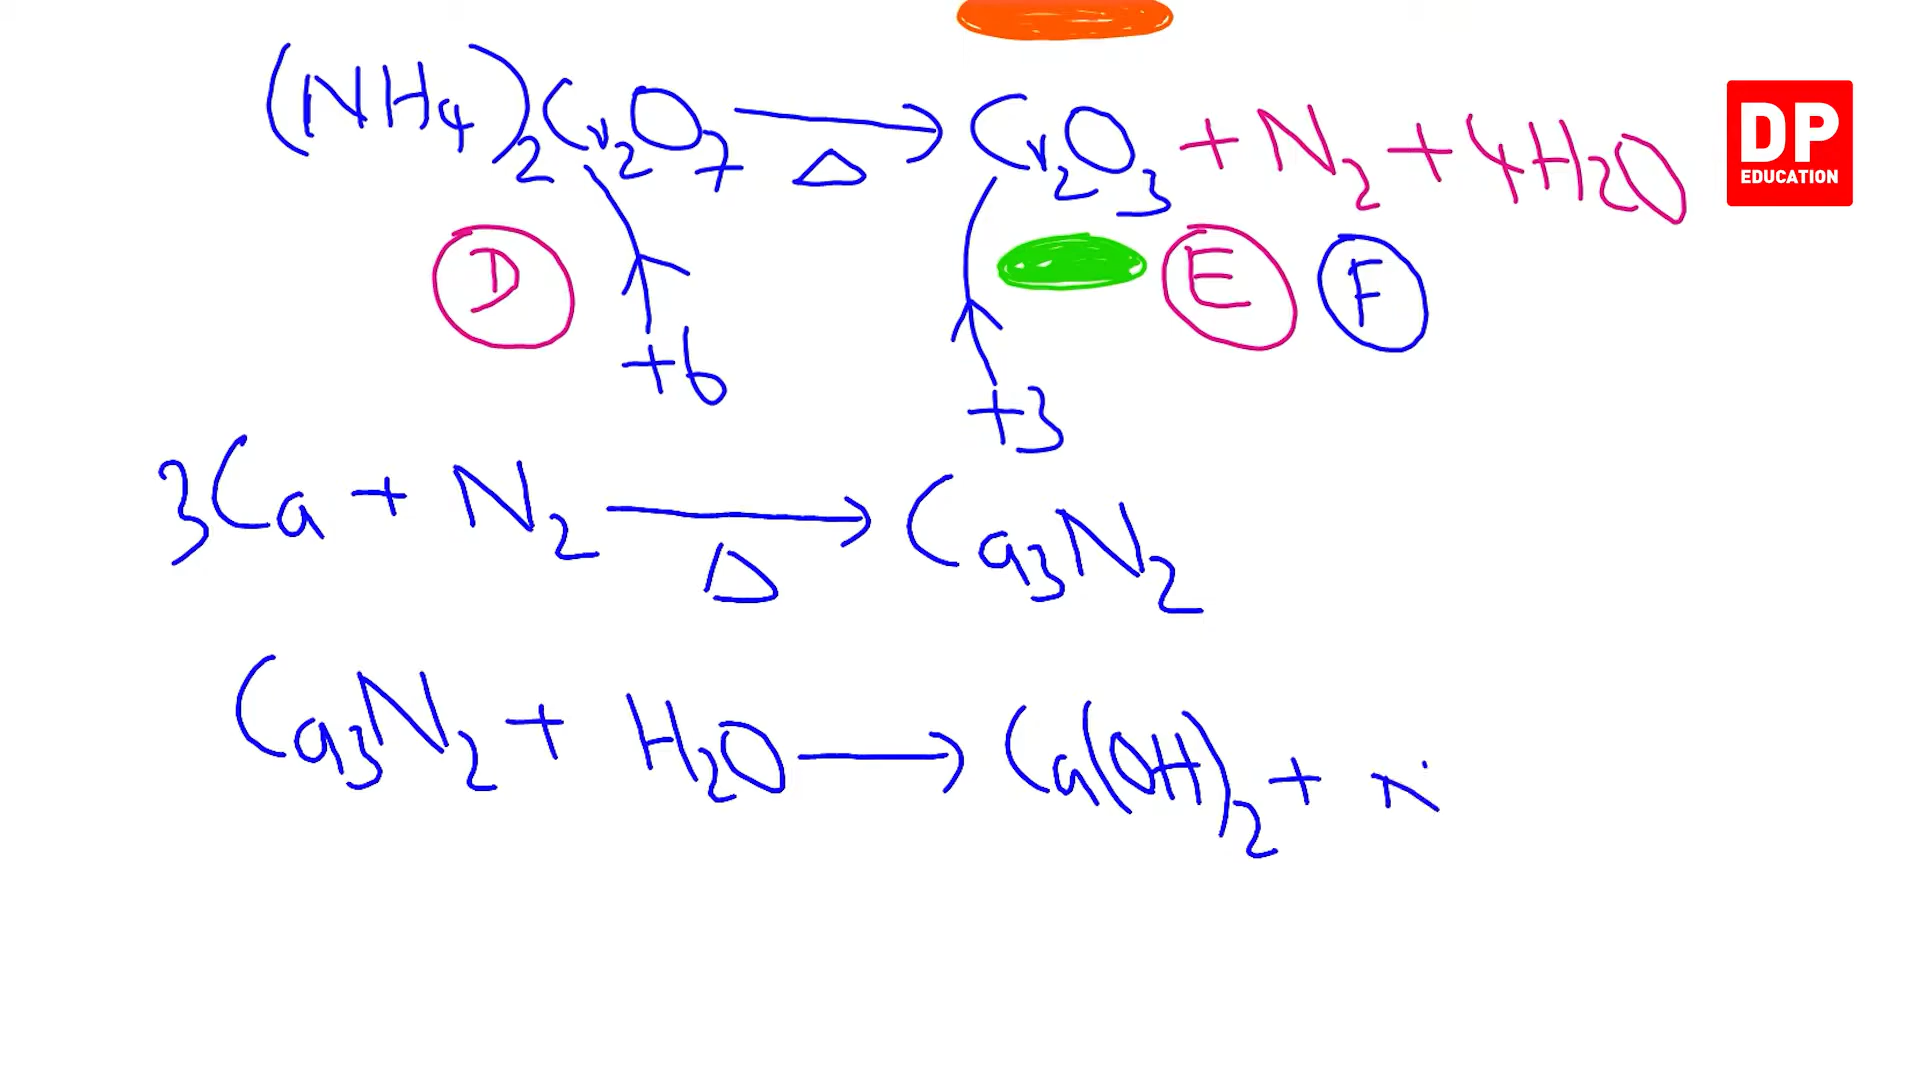 (NH4)2Cr2O7 →Δ Cr2O3 + N2 + 4H2O
DP
EDUCATION
D E F
+6
+3
3Ca + N2 →Δ Ca3N2
Ca3N2 + H2O → Ca(OH)2 +